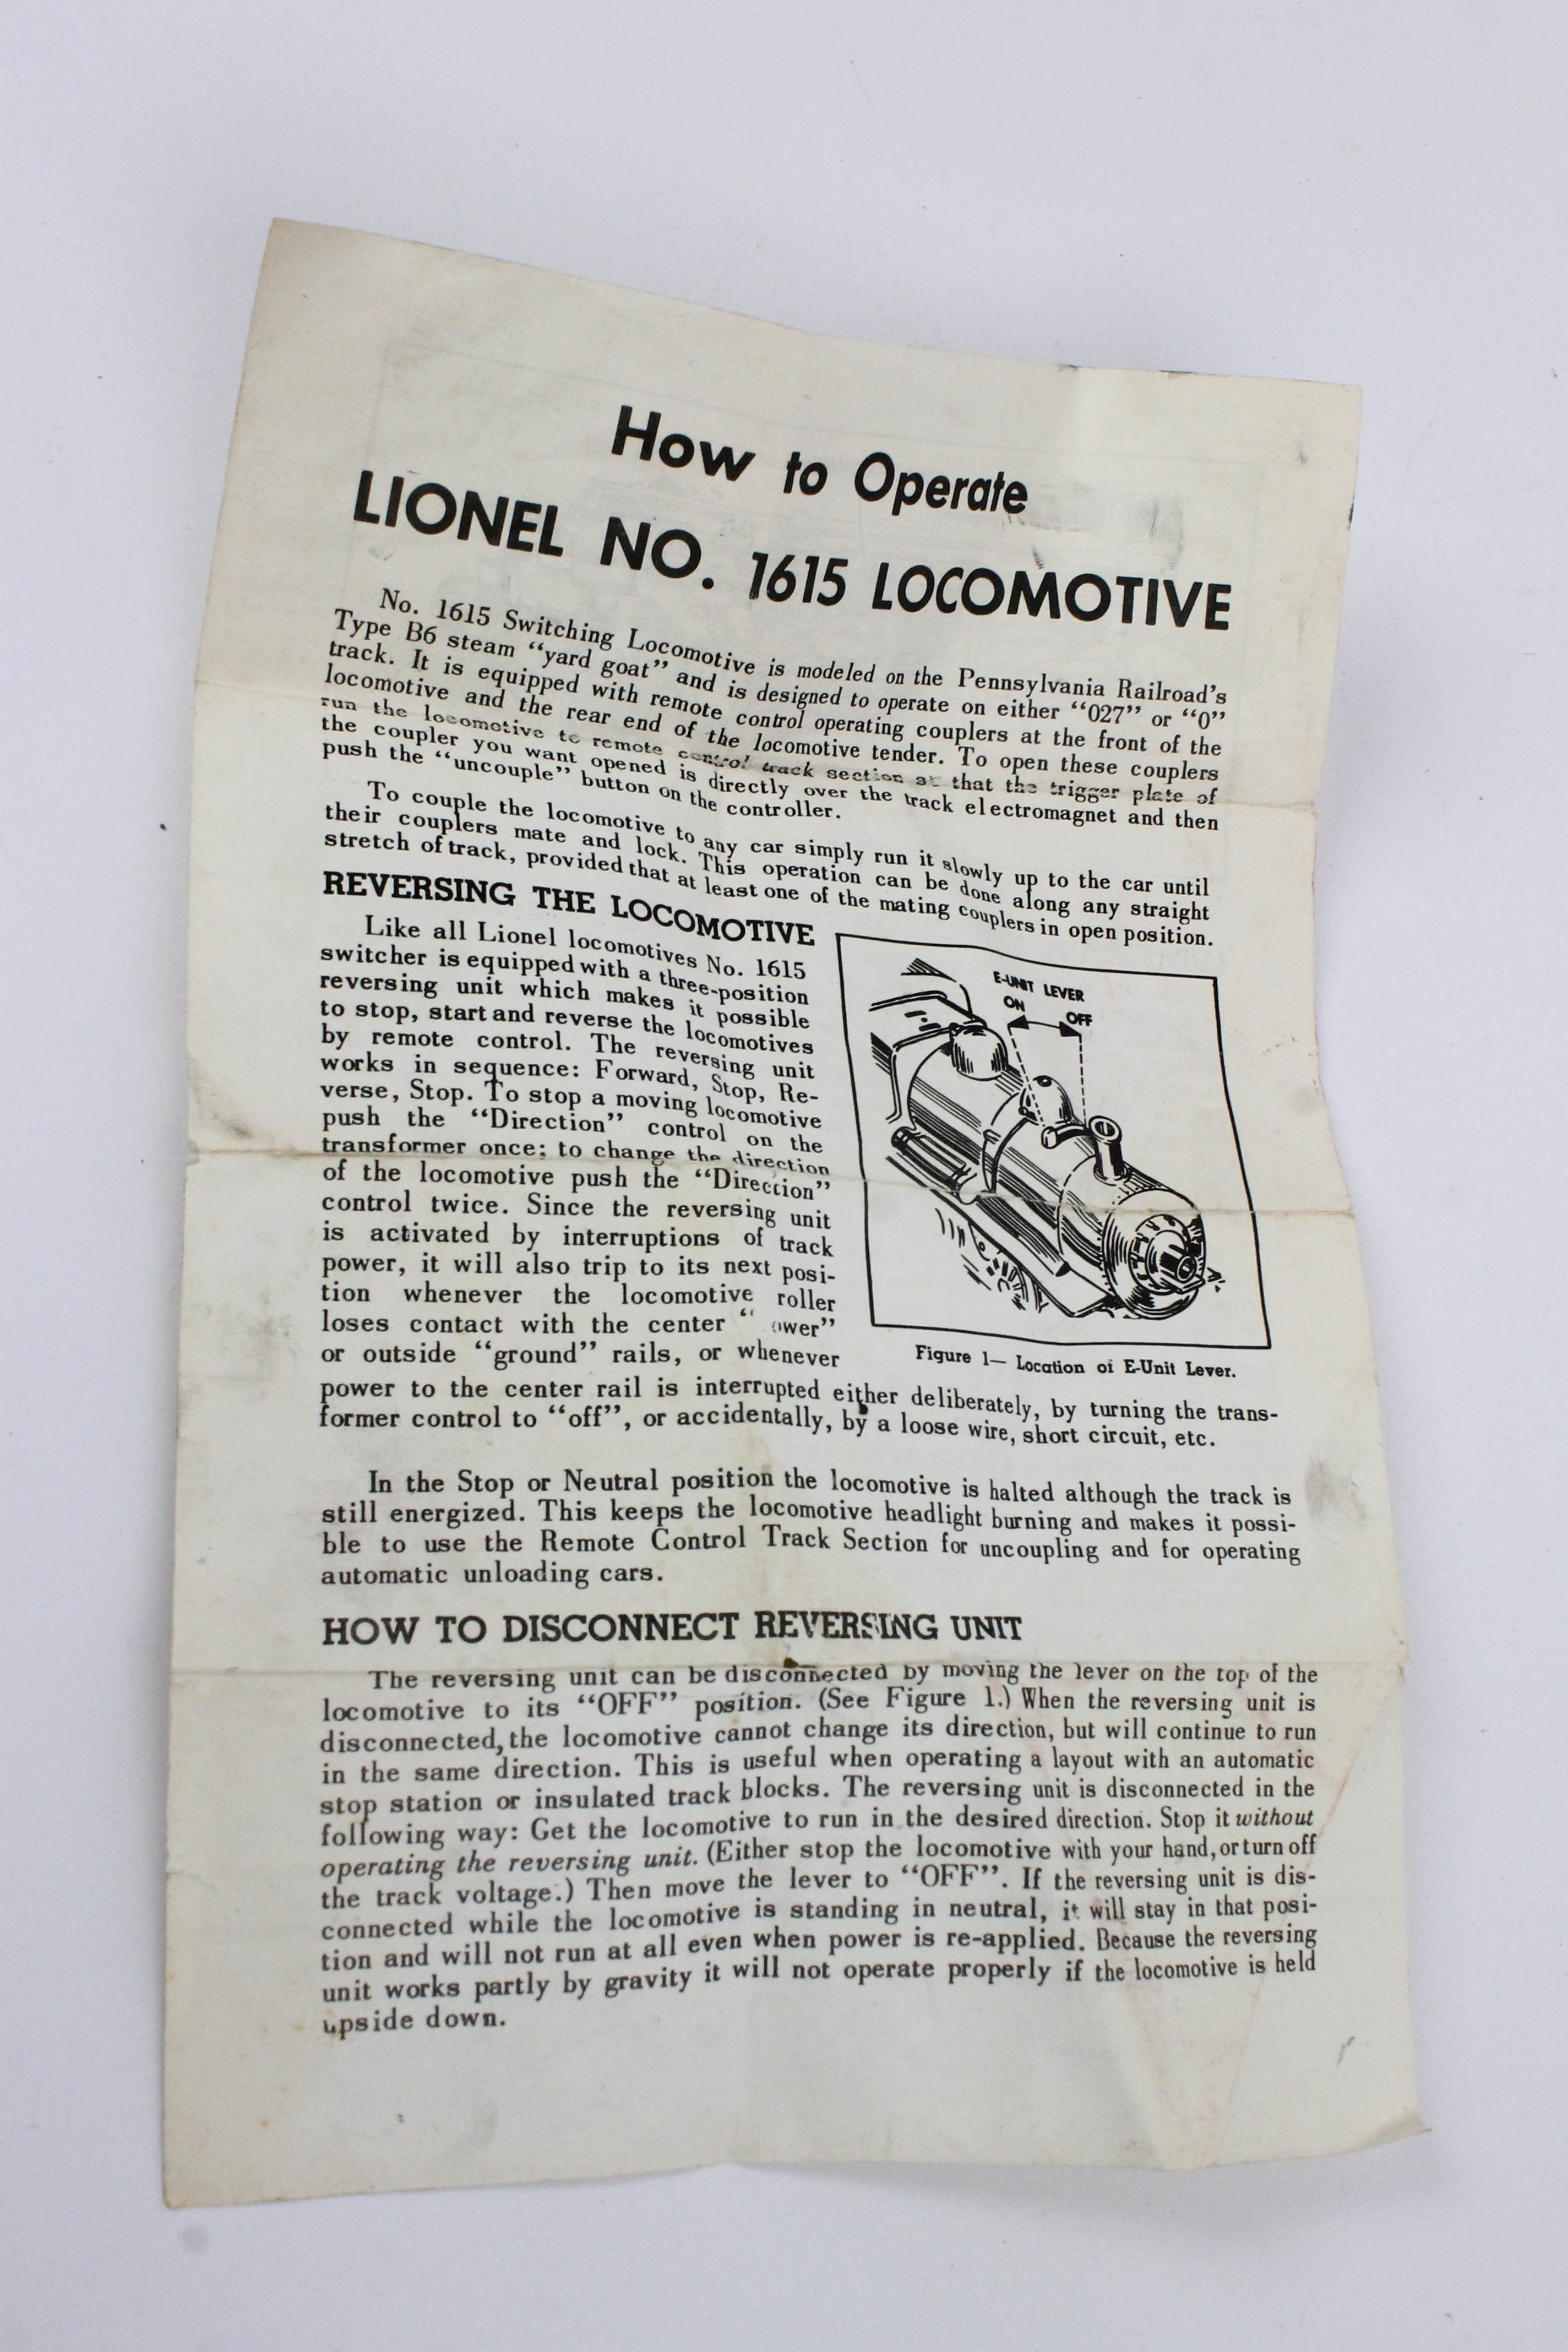 How to Operate
LIONEL NO. 1615 LOCOMOTIVE
No. 1615 Switching Locomotive is modeled on the Pennsylvania Railroad's
Type B6 steam "yard goat" and is designed to operate on either "027" or "0"
track. It is equipped with remote control operating couplers at the front of the
locomotive and the rear end of the locomotive tender. To open these couplers
run the locomotive to remote control track section so that the trigger plate of
the coupler you want opened is directly over the track electromagnet and then
push the "uncouple" button on the controller.
To couple the locomotive to any car simply run it slowly up to the car until
their couplers mate and lock. This operation can be done along any straight
stretch of track, provided that at least one of the mating couplers in open position.
REVERSING THE LOCOMOTIVE
Like all Lionel locomotives No. 1615
switcher is equipped with a three-position
reversing unit which makes it possible
to stop, start and reverse the locomotives
by remote control. The reversing unit
works in sequence: Forward, Stop, Re-
verse, Stop. To stop a moving locomotive
push the "Direction" control on the
transformer once; to change the direction
of the locomotive push the "Direction"
control twice. Since the reversing unit
is activated by interruptions of track
power, it will also trip to its next posi-
tion whenever the locomotive roller
loses contact with the center " ower"
or outside "ground" rails, or whenever
power to the center rail is interrupted either deliberately, by turning the trans-
former control to "off", or accidentally, by a loose wire, short circuit, etc.
E-UNIT LEVER
ON OFF
Figure 1— Location of E-Unit Lever.
In the Stop or Neutral position the locomotive is halted although the track is
still energized. This keeps the locomotive headlight burning and makes it possi-
ble to use the Remote Control Track Section for uncoupling and for operating
automatic unloading cars.
HOW TO DISCONNECT REVERSING UNIT
The reversing unit can be disconnected by moving the lever on the top of the
locomotive to its "OFF" position. (See Figure 1.) When the reversing unit is
disconnected, the locomotive cannot change its direction, but will continue to run
in the same direction. This is useful when operating a layout with an automatic
stop station or insulated track blocks. The reversing unit is disconnected in the
following way: Get the locomotive to run in the desired direction. Stop it without
operating the reversing unit. (Either stop the locomotive with your hand, or turn off
the track voltage.) Then move the lever to "OFF". If the reversing unit is dis-
connected while the locomotive is standing in neutral, it will stay in that posi-
tion and will not run at all even when power is re-applied. Because the reversing
unit works partly by gravity it will not operate properly if the locomotive is held
upside down.